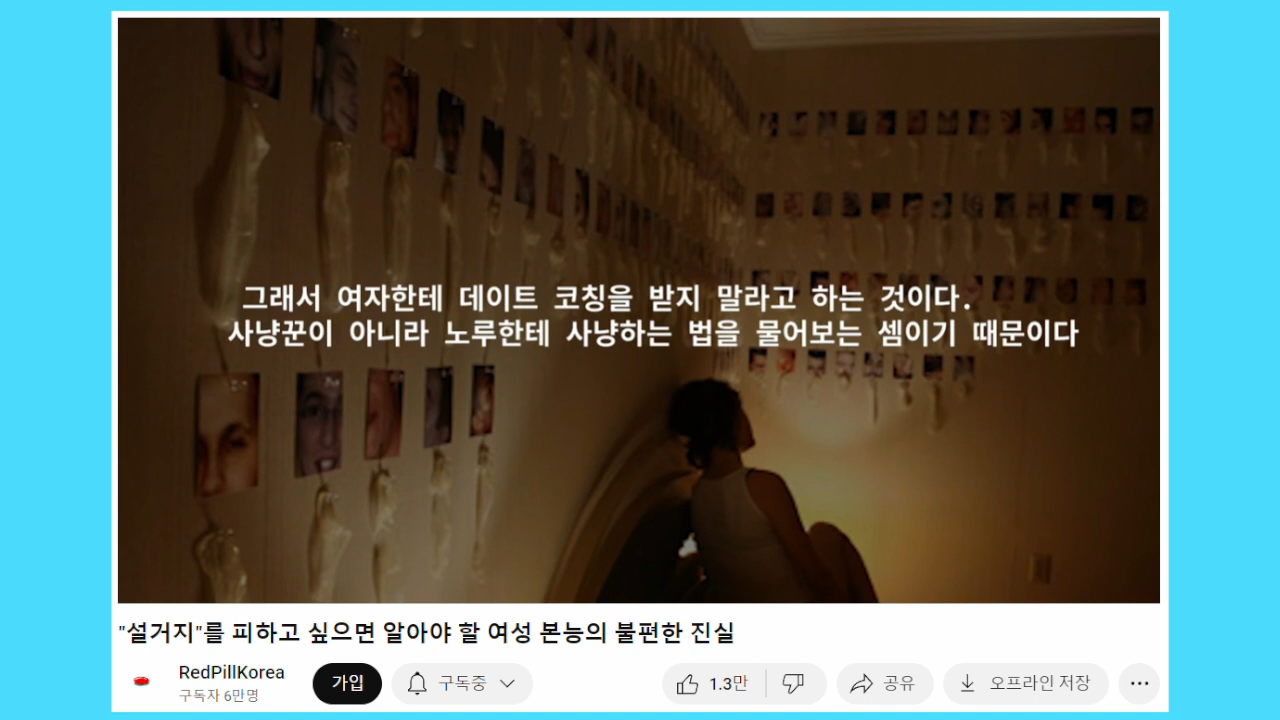 그래서 여자한테 데이트 코칭을 받지 말라고 하는 것이다.
사냥꾼이 아니라 노루한테 사냥하는 법을 물어보는 셈이기 때문이다
"설거지"를 피하고 싶으면 알아야 할 여성 본능의 불편한 진실
RedPillKorea
구독자 6만명
가입
구독중
1.3만
공유
오프라인 저장